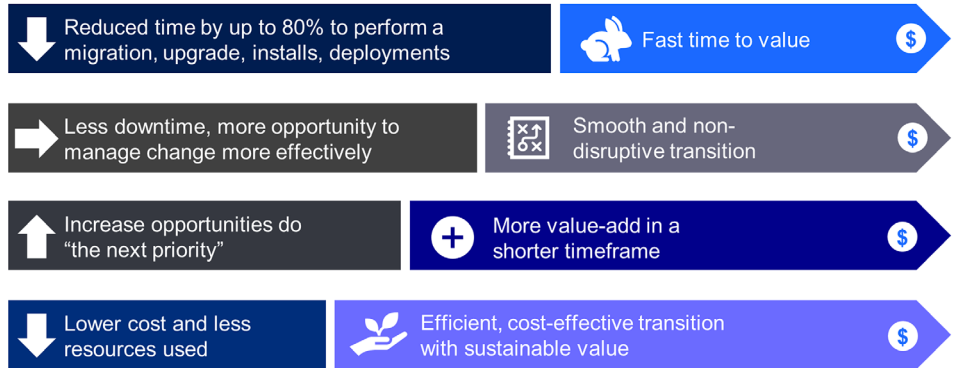 Reduced time by up to 80% to perform a
migration, upgrade, installs, deployments
Fast time to value
$
Less downtime, more opportunity to
manage change more effectively
Smooth and non-
disruptive transition
$
Increase opportunities do
“the next priority”
More value-add in a
shorter timeframe
$
Lower cost and less
resources used
Efficient, cost-effective transition
with sustainable value
$